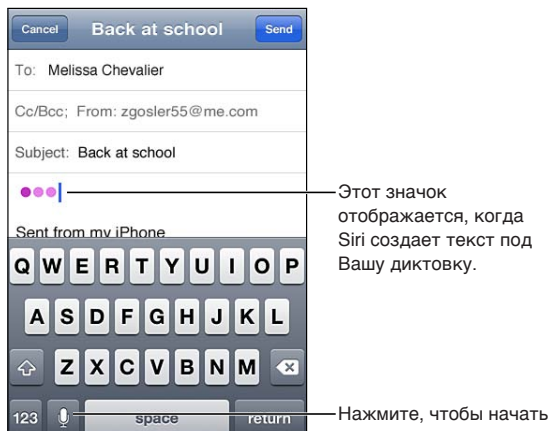 Cancel Back at school Send
To: Melissa Chevalier
Cc/Bcc; From: zgosler55@me.com
Subject: Back at school
Этот значок
отображается, когда
Siri создает текст под
Вашу диктовку.
Sent from my iPhone
Q W E R T Y U I O P
A S D F G H J K L
Z X C V B N M
123 space return
Нажмите, чтобы начать